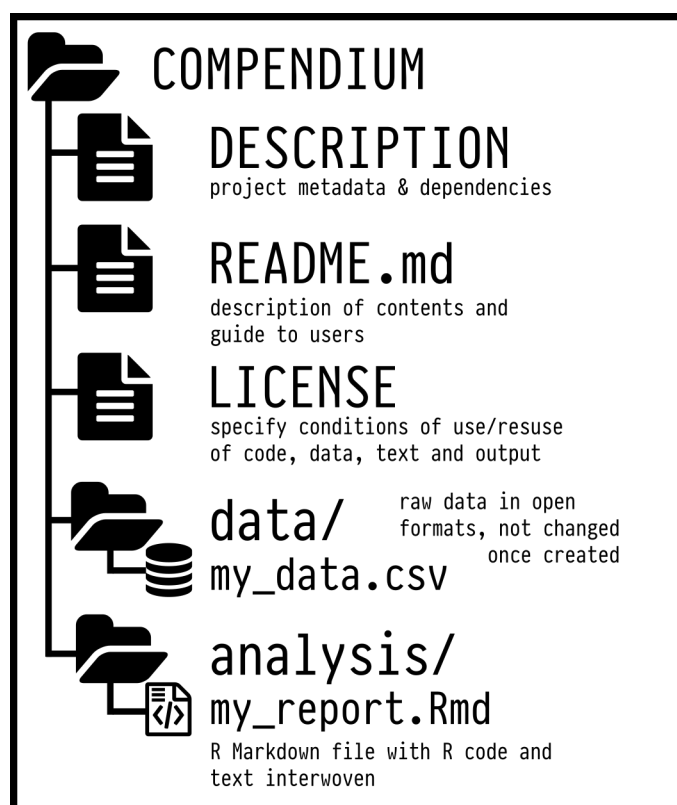 COMPENDIUM
DESCRIPTION
project metadata & dependencies
README.md
description of contents and
guide to users
LICENSE
specify conditions of use/resuse
of code, data, text and output
data/
raw data in open
formats, not changed
once created
my_data.csv
analysis/
my_report.Rmd
R Markdown file with R code and
text interwoven